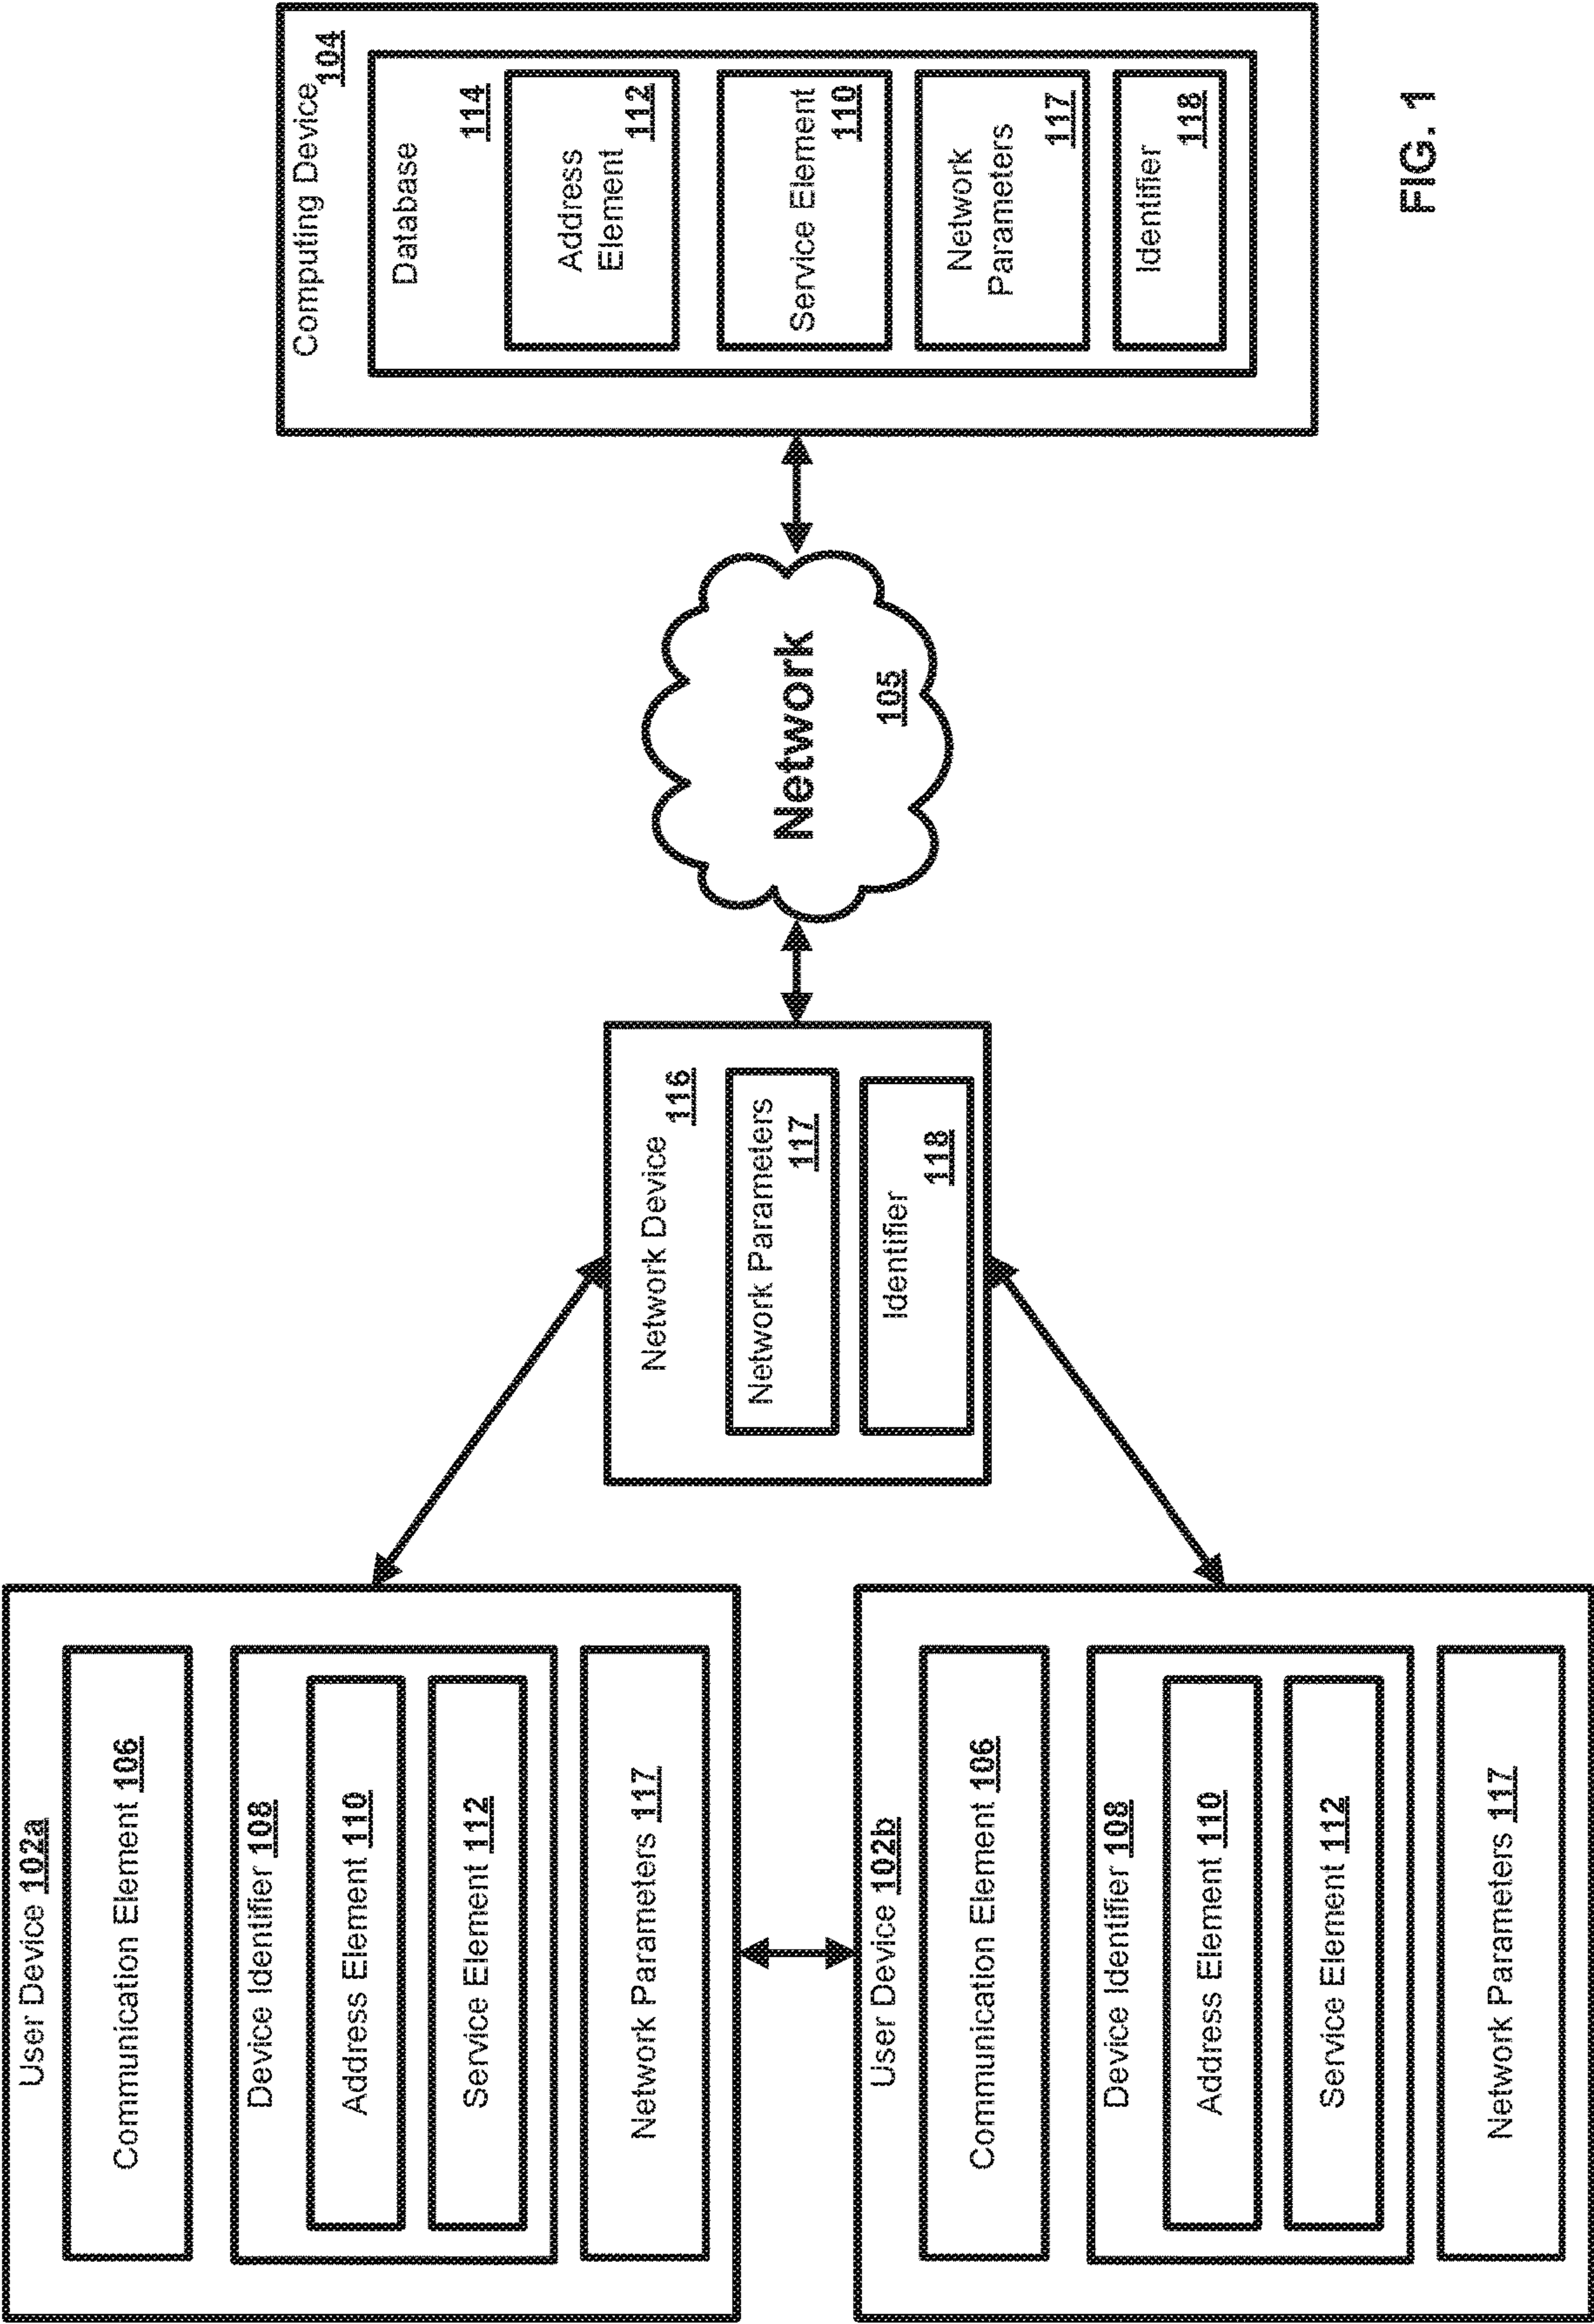 User Device 102a
Communication Element 106
Device Identifier 108
Address Element 110
Service Element 112
Network Parameters 117
User Device 102b
Communication Element 106
Device Identifier 108
Address Element 110
Service Element 112
Network Parameters 117
Network Device
116
Network Parameters
117
Identifier
118
Network
105
Computing Device
104
Database
114
Address
Element
112
Service Element
110
Network
Parameters
117
Identifier
118
FIG. 1